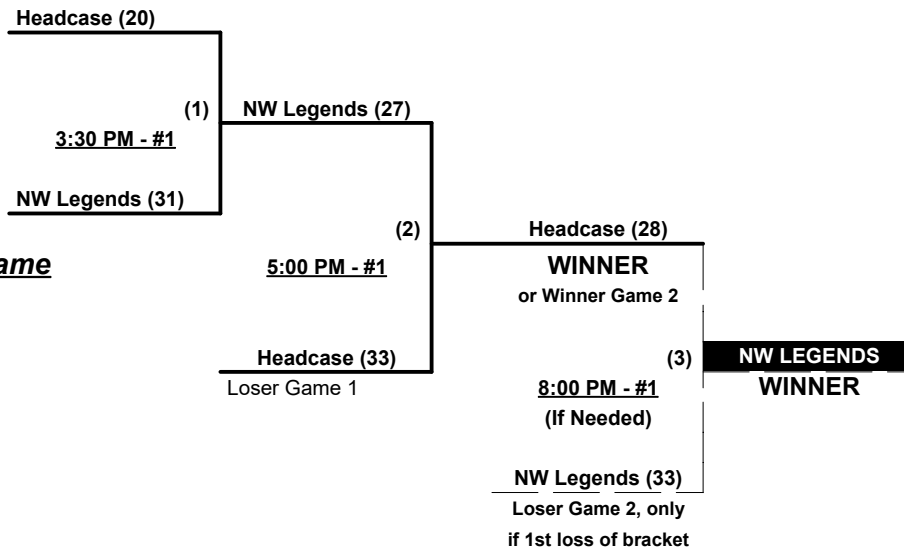 Headcase (20)
(1)
NW Legends (27)
3:30 PM - #1
NW Legends (31)
(2)
Headcase (28)
ame
5:00 PM - #1
WINNER
or Winner Game 2
Headcase (33)
(3)
NW LEGENDS
Loser Game 1
8:00 PM - #1
WINNER
(If Needed)
NW Legends (33)
Loser Game 2, only
if 1st loss of bracket